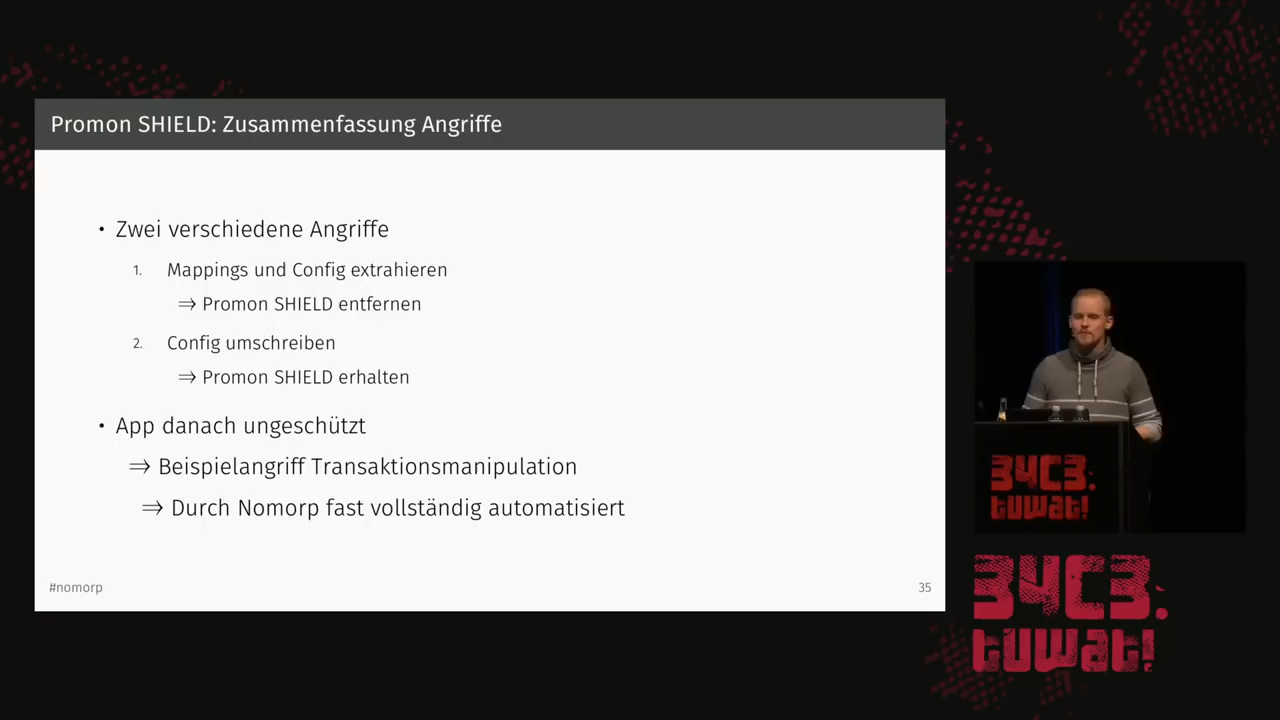 Promon SHIELD: Zusammenfassung Angriffe
• Zwei verschiedene Angriffe
1. Mappings und Config extrahieren
⇒ Promon SHIELD entfernen
2. Config umschreiben
⇒ Promon SHIELD erhalten
• App danach ungeschützt
⇒ Beispielangriff Transaktionsmanipulation
⇒ Durch Nomorp fast vollständig automatisiert
#nomorp
35
34C3.
tuwat!
34C3.
tuwat!